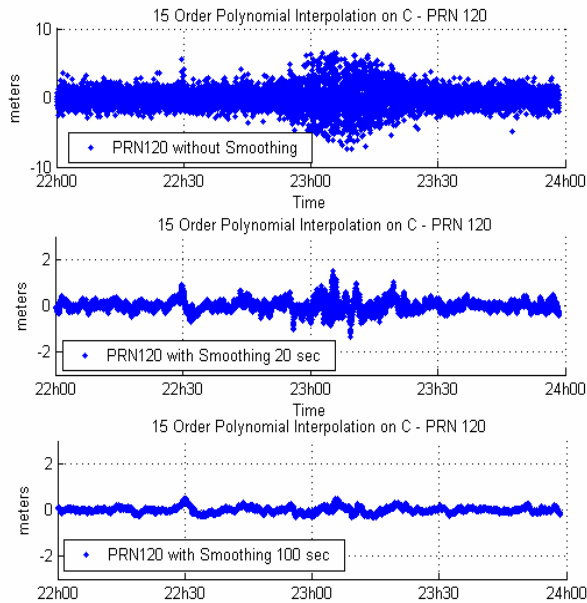 15 Order Polynomial Interpolation on C - PRN 120
10
0
-10
meters
PRN120 without Smoothing
22h00 22h30 23h00 23h30 24h00
Time
15 Order Polynomial Interpolation on C - PRN 120
2
0
-2
meters
PRN120 with Smoothing 20 sec
22h00 22h30 23h00 23h30 24h00
Time
15 Order Polynomial Interpolation on C - PRN 120
2
0
-2
meters
PRN120 with Smoothing 100 sec
22h00 22h30 23h00 23h30 24h00